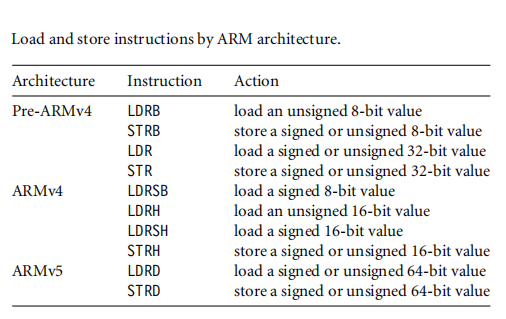 Load and store instructions by ARM architecture.
Architecture Instruction Action
Pre-ARMv4 LDRB load an unsigned 8-bit value
STRB store a signed or unsigned 8-bit value
LDR load a signed or unsigned 32-bit value
STR store a signed or unsigned 32-bit value
ARMv4 LDRSB load a signed 8-bit value
LDRH load an unsigned 16-bit value
LDRSH load a signed 16-bit value
STRH store a signed or unsigned 16-bit value
ARMv5 LDRD load a signed or unsigned 64-bit value
STRD store a signed or unsigned 64-bit value